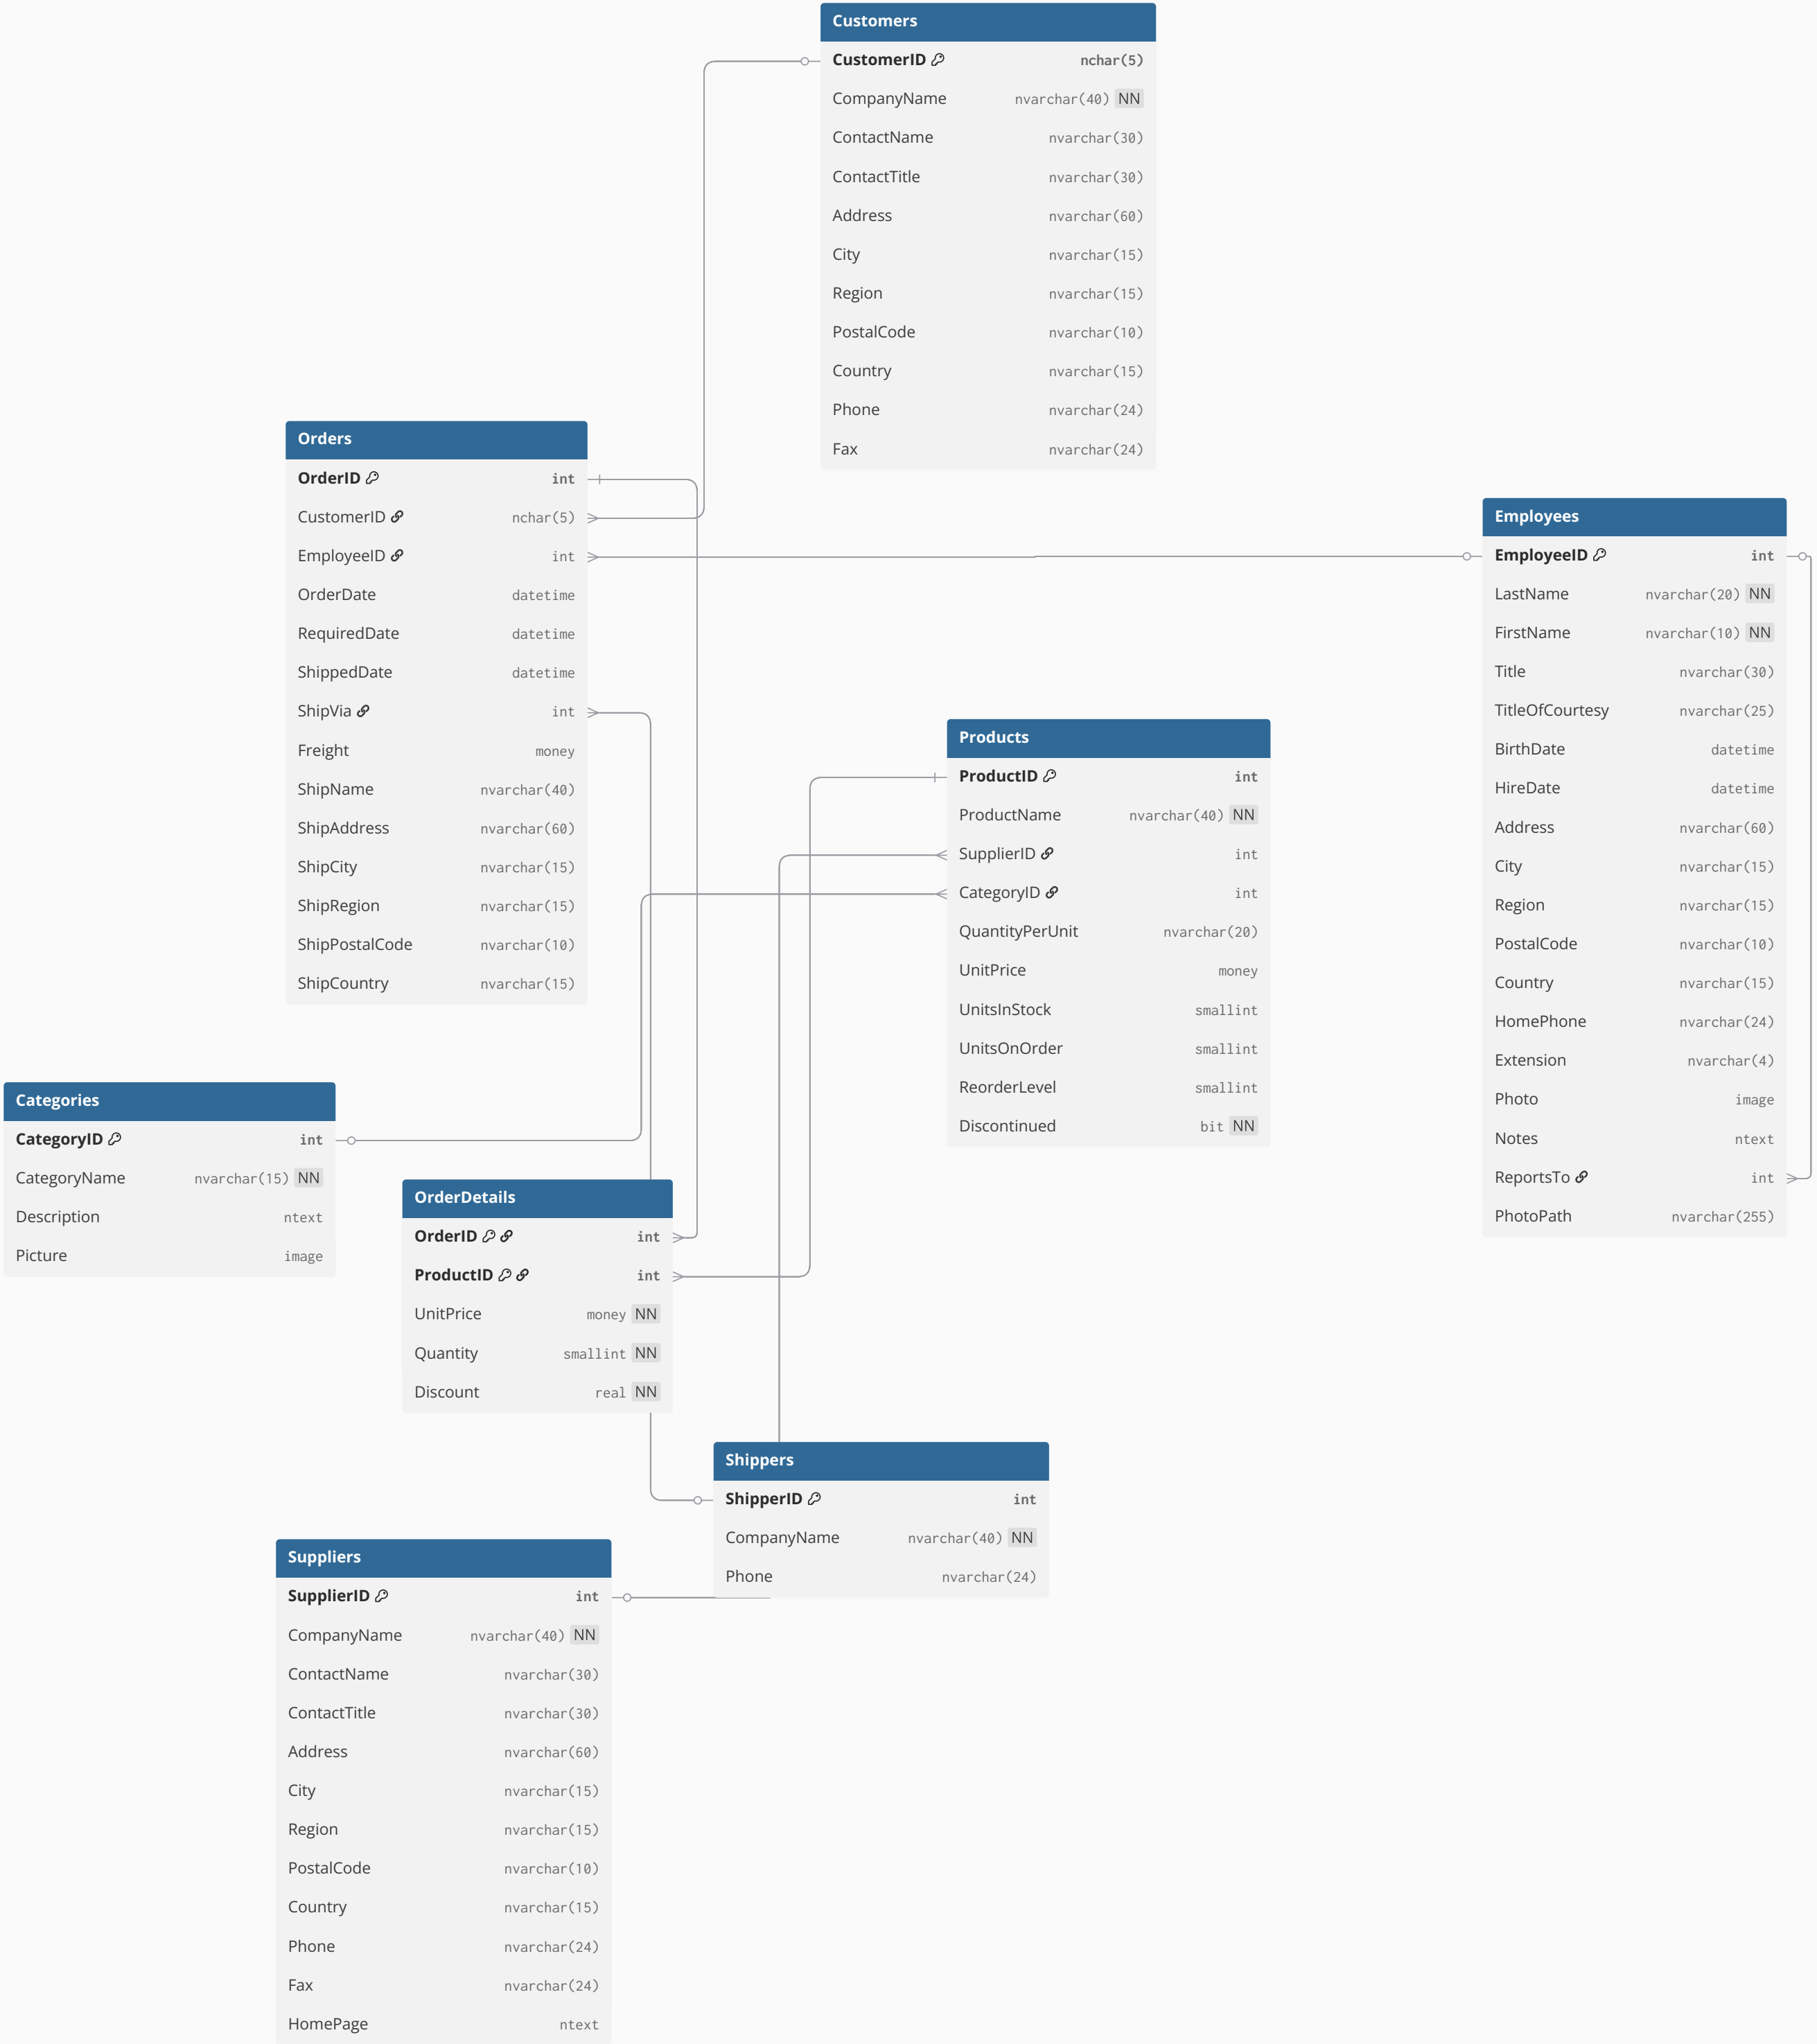 Customers
CustomerID nchar(5)
CompanyName nvarchar(40) NN
ContactName nvarchar(30)
ContactTitle nvarchar(30)
Address nvarchar(60)
City nvarchar(15)
Region nvarchar(15)
PostalCode nvarchar(10)
Country nvarchar(15)
Phone nvarchar(24)
Fax nvarchar(24)
Orders
OrderID int
CustomerID nchar(5)
EmployeeID int
OrderDate datetime
RequiredDate datetime
ShippedDate datetime
ShipVia int
Freight money
ShipName nvarchar(40)
ShipAddress nvarchar(60)
ShipCity nvarchar(15)
ShipRegion nvarchar(15)
ShipPostalCode nvarchar(10)
ShipCountry nvarchar(15)
Employees
EmployeeID int
LastName nvarchar(20) NN
FirstName nvarchar(10) NN
Title nvarchar(30)
TitleOfCourtesy nvarchar(25)
BirthDate datetime
HireDate datetime
Address nvarchar(60)
City nvarchar(15)
Region nvarchar(15)
PostalCode nvarchar(10)
Country nvarchar(15)
HomePhone nvarchar(24)
Extension nvarchar(4)
Photo image
Notes ntext
ReportsTo int
PhotoPath nvarchar(255)
Products
ProductID int
ProductName nvarchar(40) NN
SupplierID int
CategoryID int
QuantityPerUnit nvarchar(20)
UnitPrice money
UnitsInStock smallint
UnitsOnOrder smallint
ReorderLevel smallint
Discontinued bit NN
Categories
CategoryID int
CategoryName nvarchar(15) NN
Description ntext
Picture image
OrderDetails
OrderID int
ProductID int
UnitPrice money NN
Quantity smallint NN
Discount real NN
Shippers
ShipperID int
CompanyName nvarchar(40) NN
Phone nvarchar(24)
Suppliers
SupplierID int
CompanyName nvarchar(40) NN
ContactName nvarchar(30)
ContactTitle nvarchar(30)
Address nvarchar(60)
City nvarchar(15)
Region nvarchar(15)
PostalCode nvarchar(10)
Country nvarchar(15)
Phone nvarchar(24)
Fax nvarchar(24)
HomePage ntext